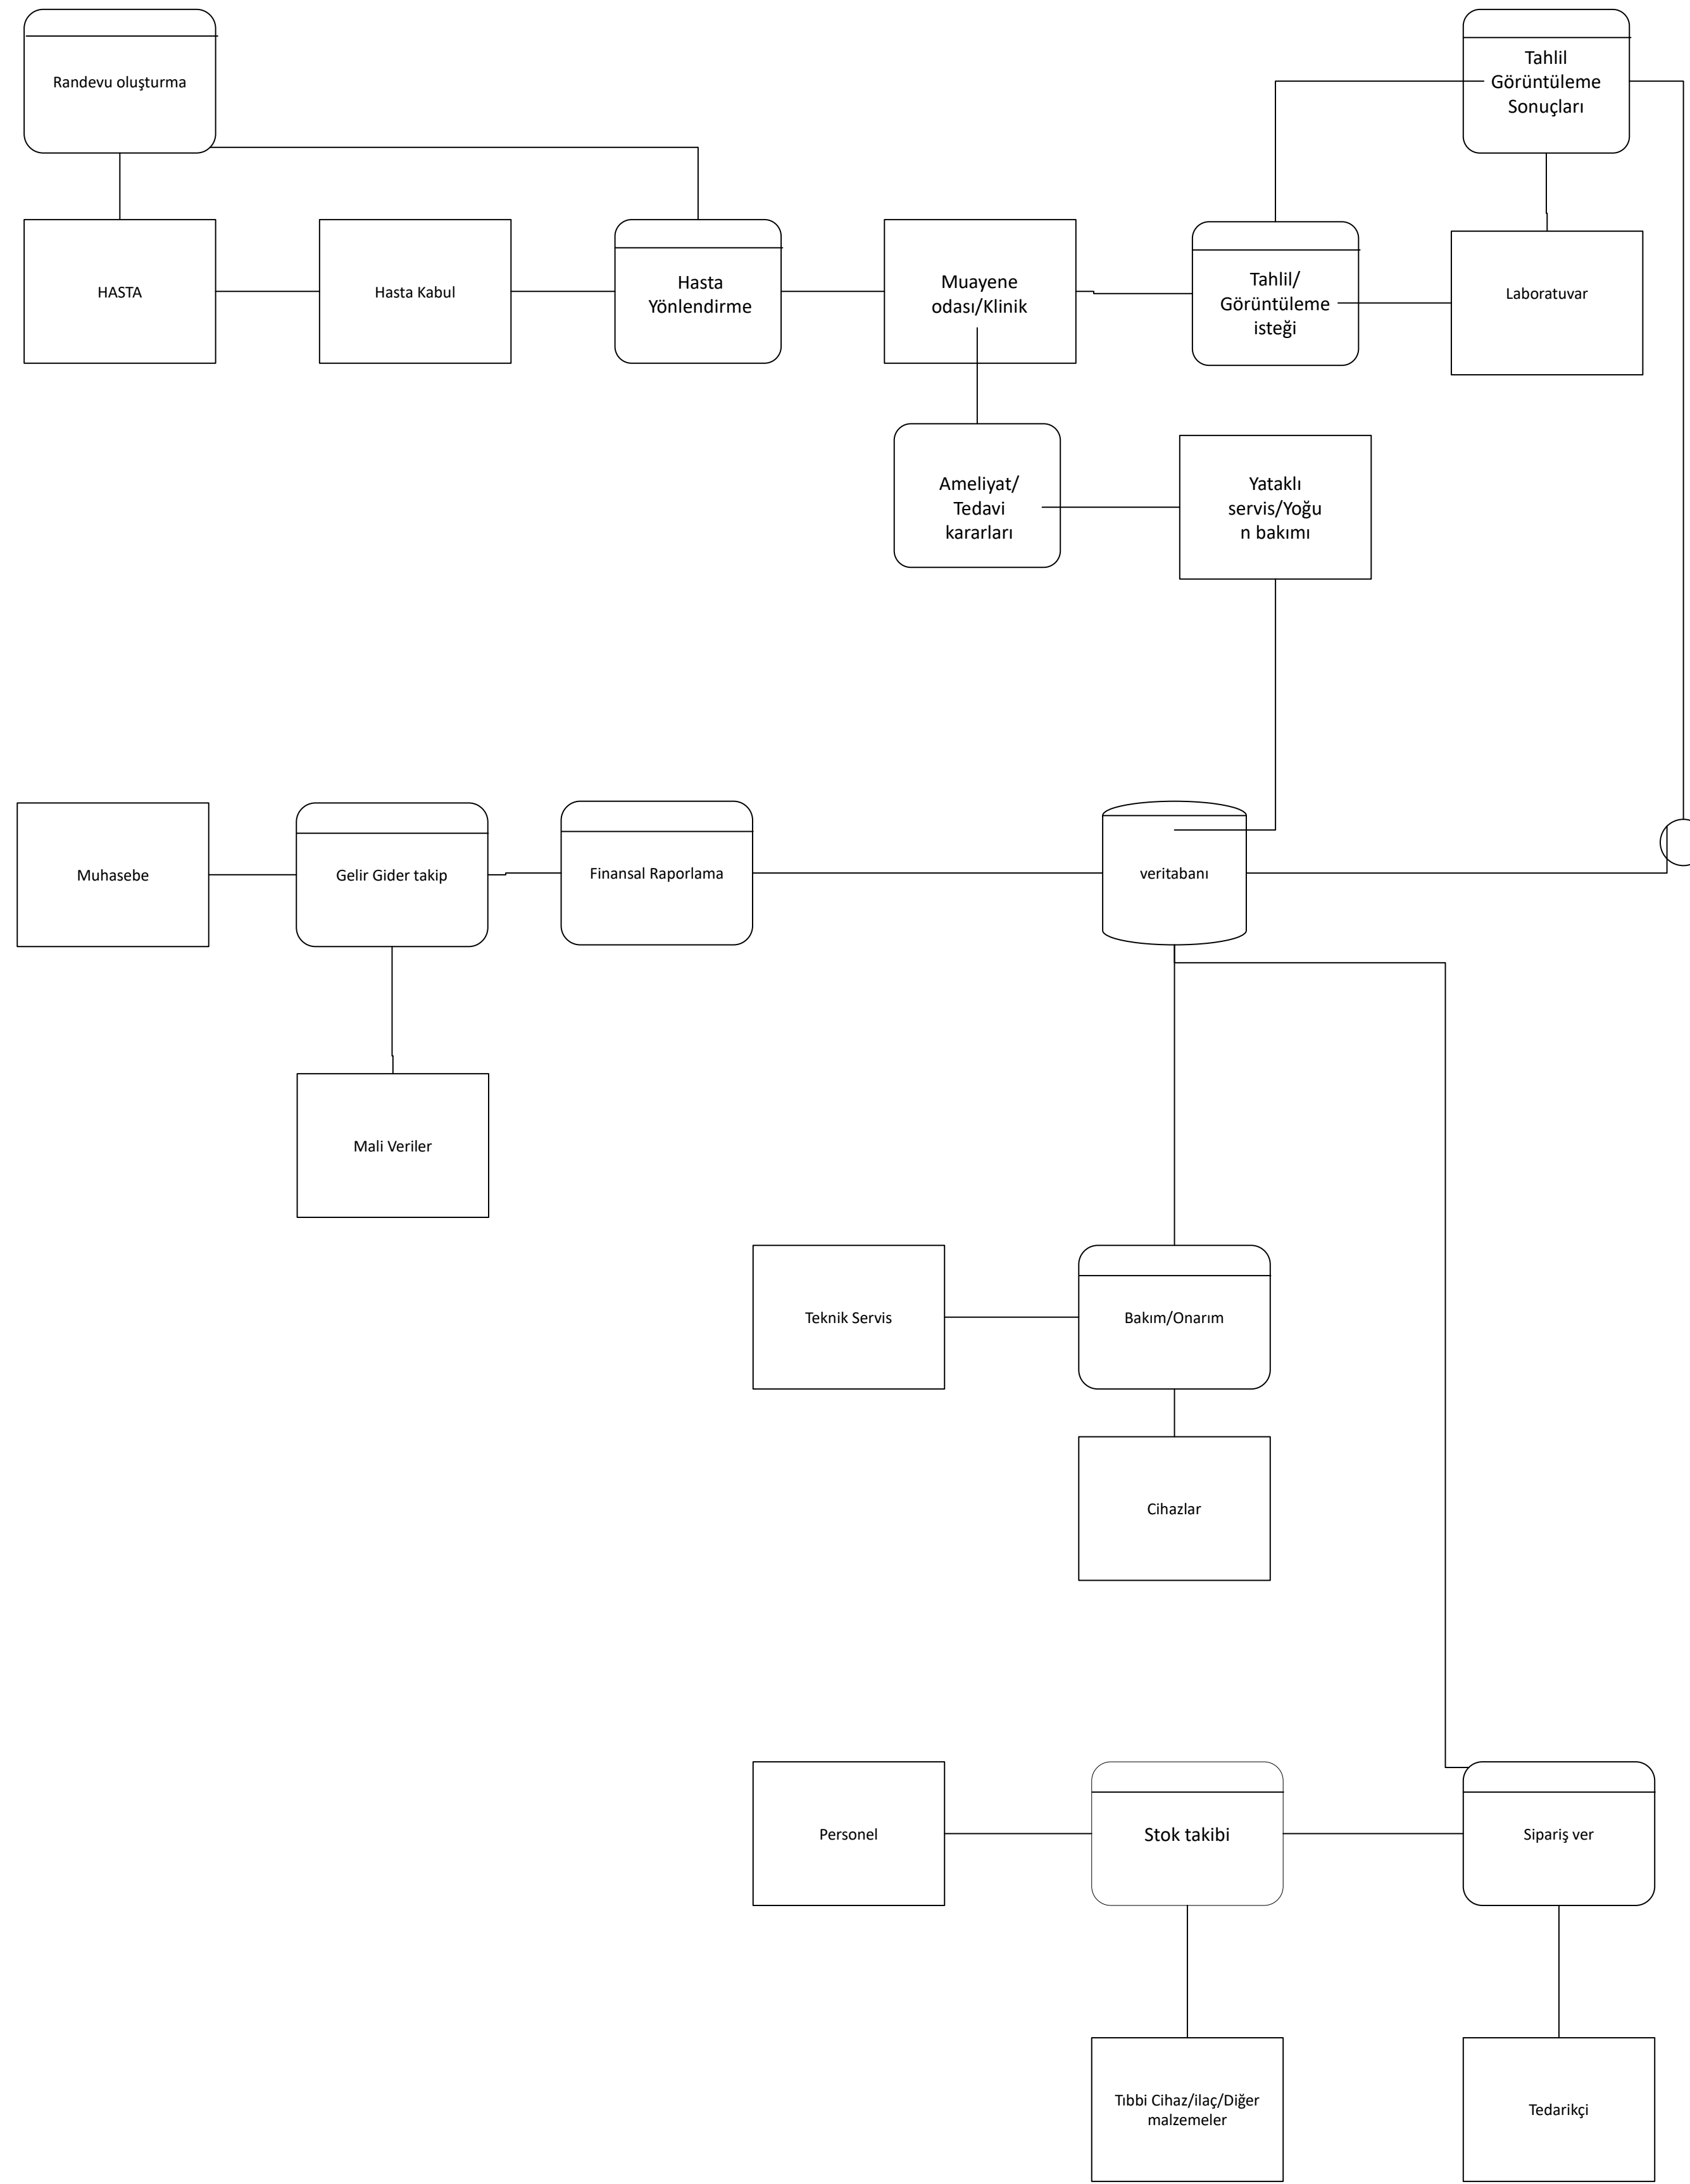 Randevu oluşturma
Tahlil
Görüntüleme
Sonuçları
HASTA
Hasta Kabul
Hasta
Yönlendirme
Muayene
odası/Klinik
Tahlil/
Görüntüleme
isteği
Laboratuvar
Ameliyat/
Tedavi
kararları
Yataklı
servis/Yoğu
n bakımı
Muhasebe
Gelir Gider takip
Finansal Raporlama
veritabanı
Mali Veriler
Teknik Servis
Bakım/Onarım
Cihazlar
Personel
Stok takibi
Sipariş ver
Tıbbi Cihaz/ilaç/Diğer
malzemeler
Tedarikçi